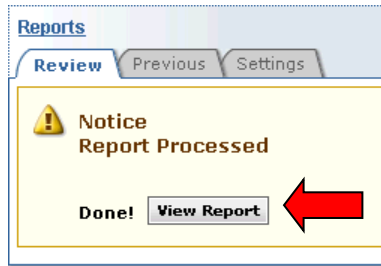 Reports
Review Previous Settings
Notice
Report Processed
Done! View Report